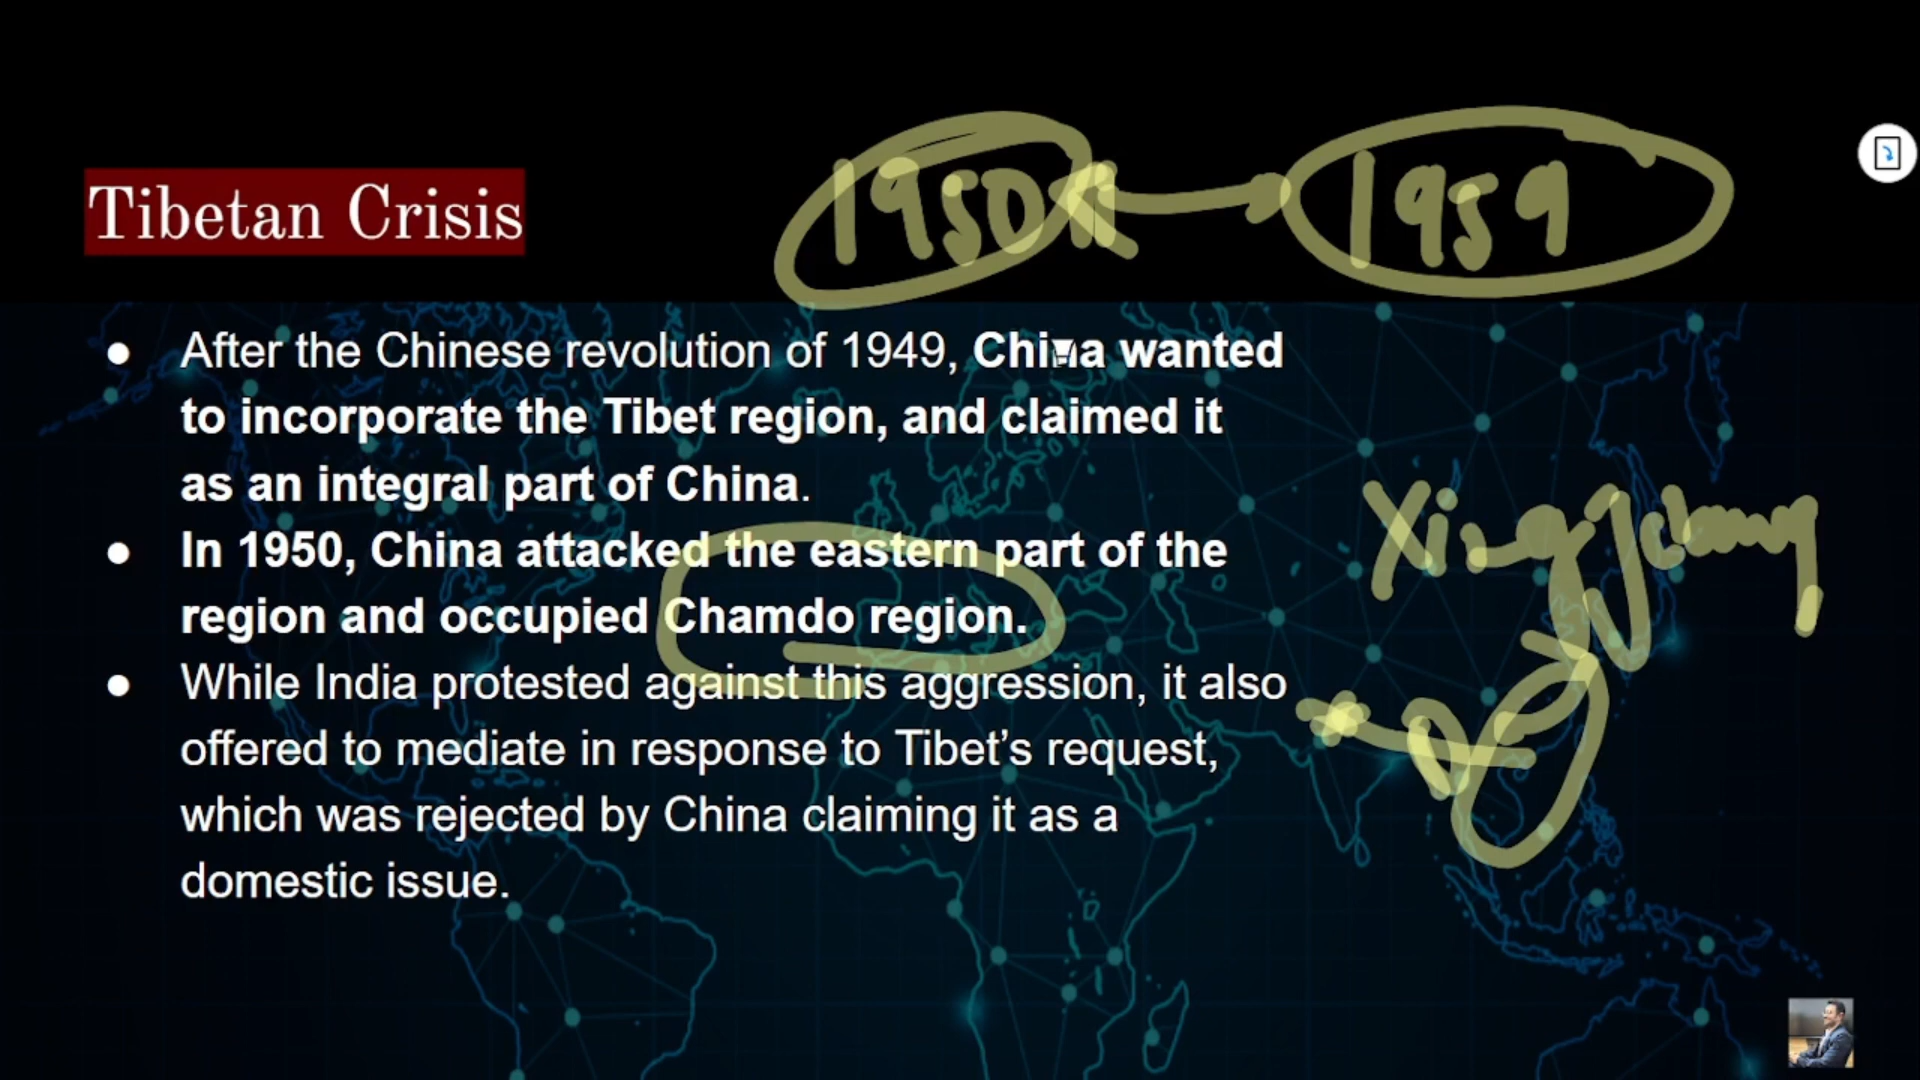 1950
1959
Tibetan Crisis
● After the Chinese revolution of 1949, China wanted
to incorporate the Tibet region, and claimed it
as an integral part of China.
● In 1950, China attacked the eastern part of the
region and occupied Chamdo region.
● While India protested against this aggression, it also
offered to mediate in response to Tibet’s request,
which was rejected by China claiming it as a
domestic issue.